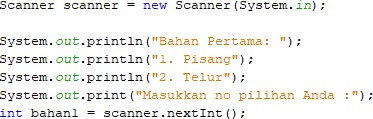 Scanner scanner = new Scanner(System.in);
System.out.println("Bahan Pertama: ");
System.out.println("1. Pisang");
System.out.println("2. Telur");
System.out.print("Masukkan no pilihan Anda :");
int bahan1 = scanner.nextInt();